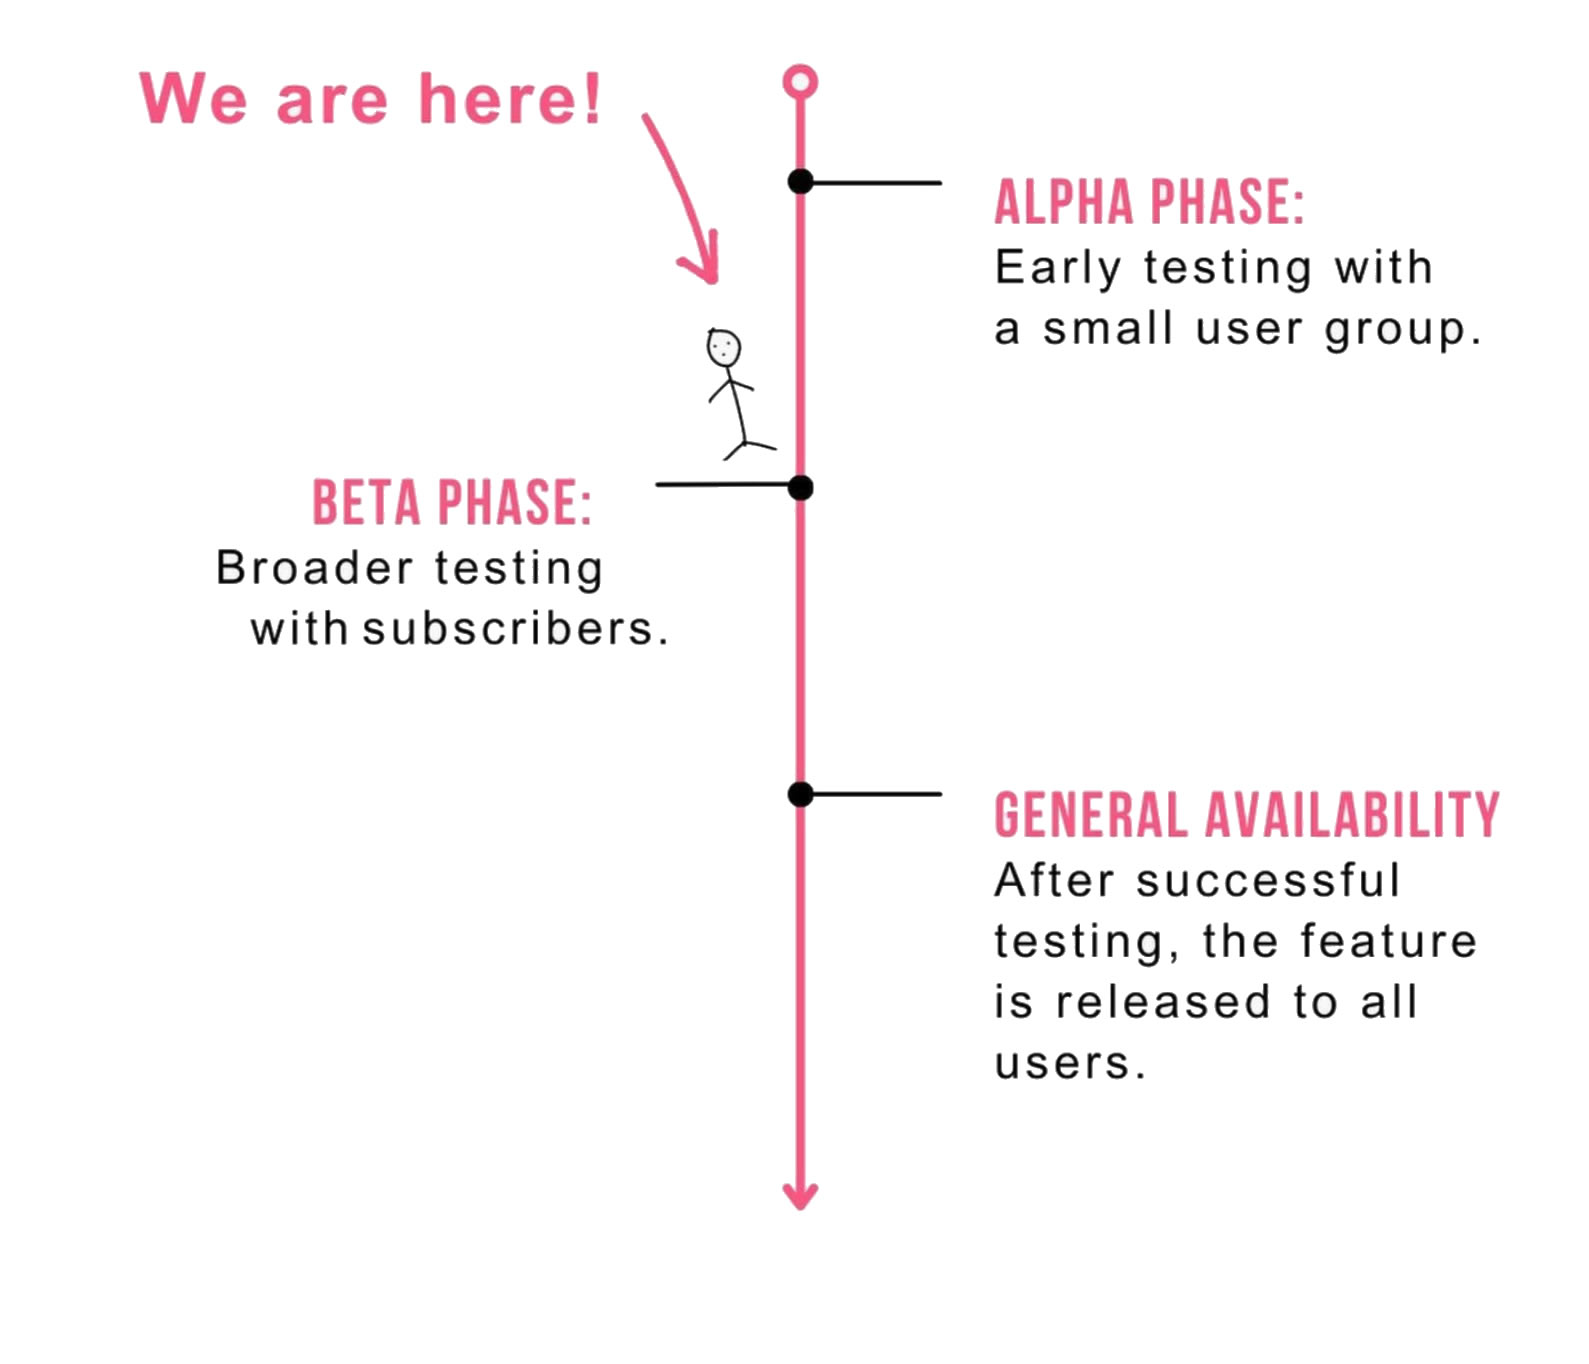 We are here!
ALPHA PHASE:
Early testing with
a small user group.
BETA PHASE:
Broader testing
with subscribers.
GENERAL AVAILABILITY
After successful
testing, the feature
is released to all
users.